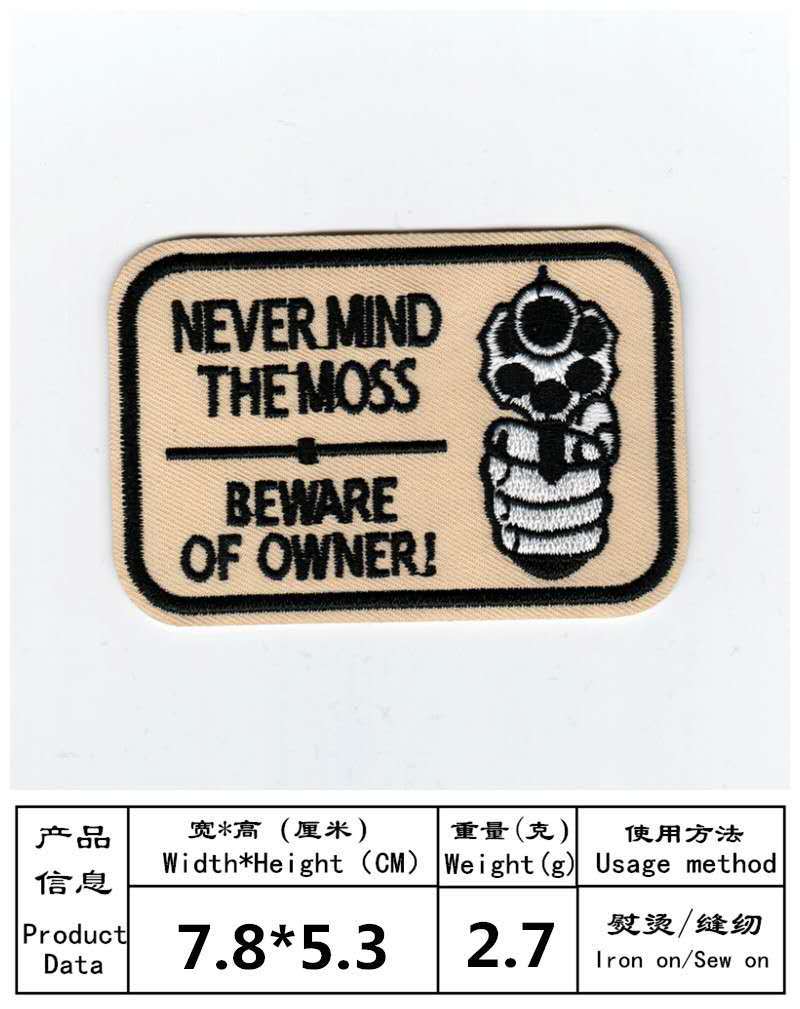 NEVER MIND
THE MOSS
BEWARE
OF OWNER!
产品
信息
Product
Data
宽*高 (厘米)
Width*Height (CM)
7.8*5.3
重量(克)
Weight(g)
2.7
使用方法
Usage method
熨烫/缝纫
Iron on/Sew on